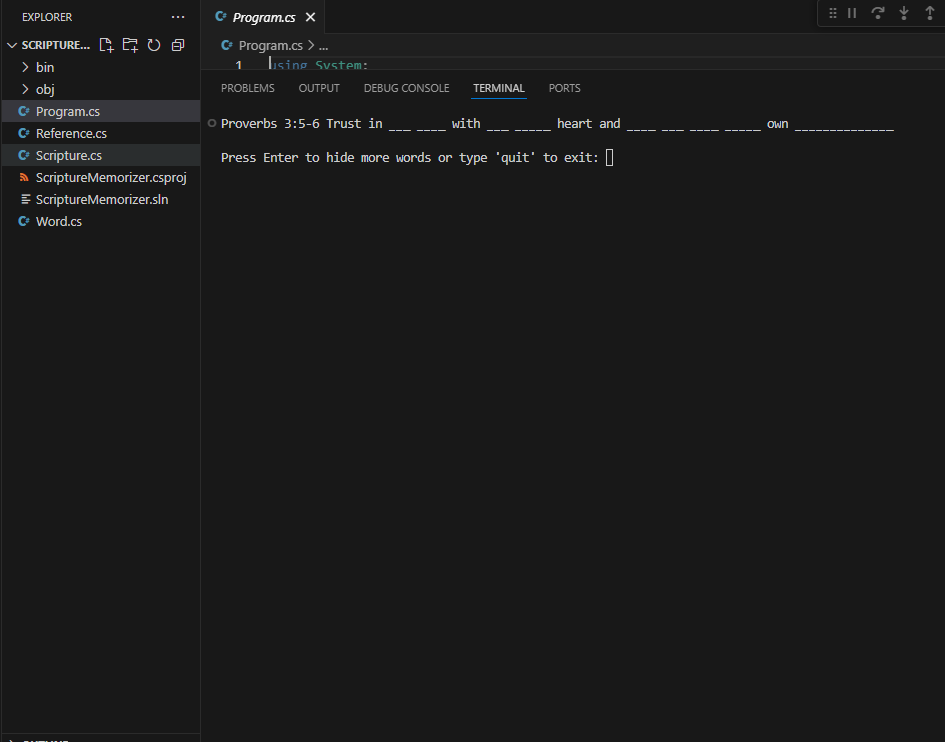 EXPLORER
SCRIPTURE...
bin
obj
Program.cs
Reference.cs
Scripture.cs
ScriptureMemorizer.csproj
ScriptureMemorizer.sln
Word.cs
OUTLINE
Program.cs
Program.cs > ...
1 using System;
PROBLEMS OUTPUT DEBUG CONSOLE TERMINAL PORTS
Proverbs 3:5-6 Trust in ___ ____ with ___ _____ heart and ____ ___ ____ _____ own ______________
Press Enter to hide more words or type 'quit' to exit: